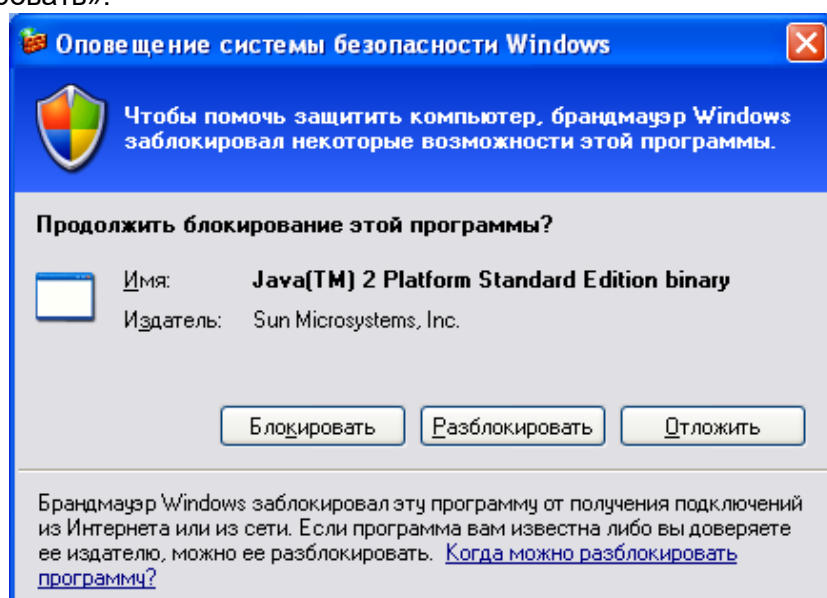 овать».
Оповещение системы безопасности Windows
Чтобы помочь защитить компьютер, брандмауэр Windows
заблокировал некоторые возможности этой программы.
Продолжить блокирование этой программы?
Имя: Java(TM) 2 Platform Standard Edition binary
Издатель: Sun Microsystems, Inc.
Блокировать Разблокировать Отложить
Брандмауэр Windows заблокировал эту программу от получения подключений
из Интернета или из сети. Если программа вам известна либо вы доверяете
ее издателю, можно ее разблокировать. Когда можно разблокировать
программу?